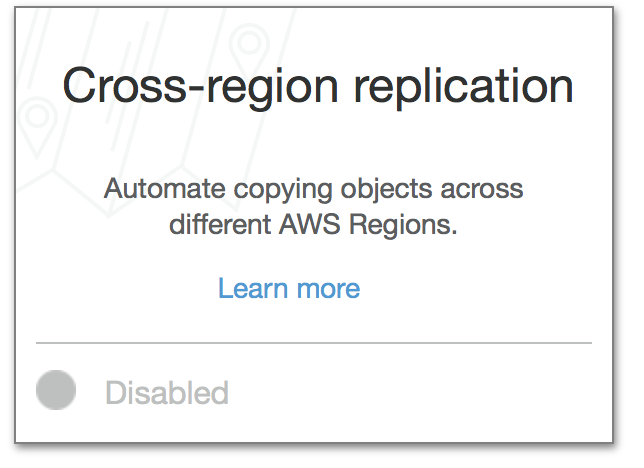 Cross-region replication
Automate copying objects across
different AWS Regions.
Learn more
Disabled